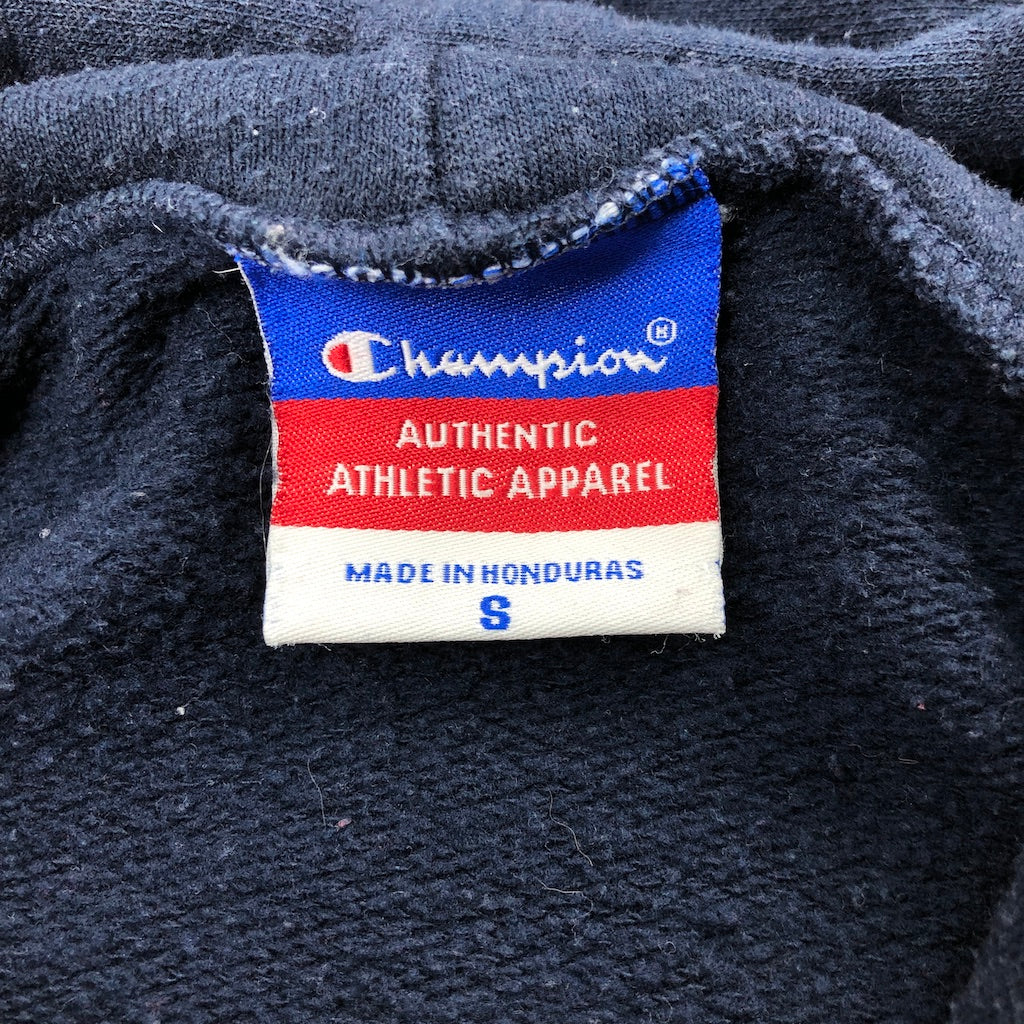 Champion®
AUTHENTIC
ATHLETIC APPAREL
MADE IN HONDURAS
S